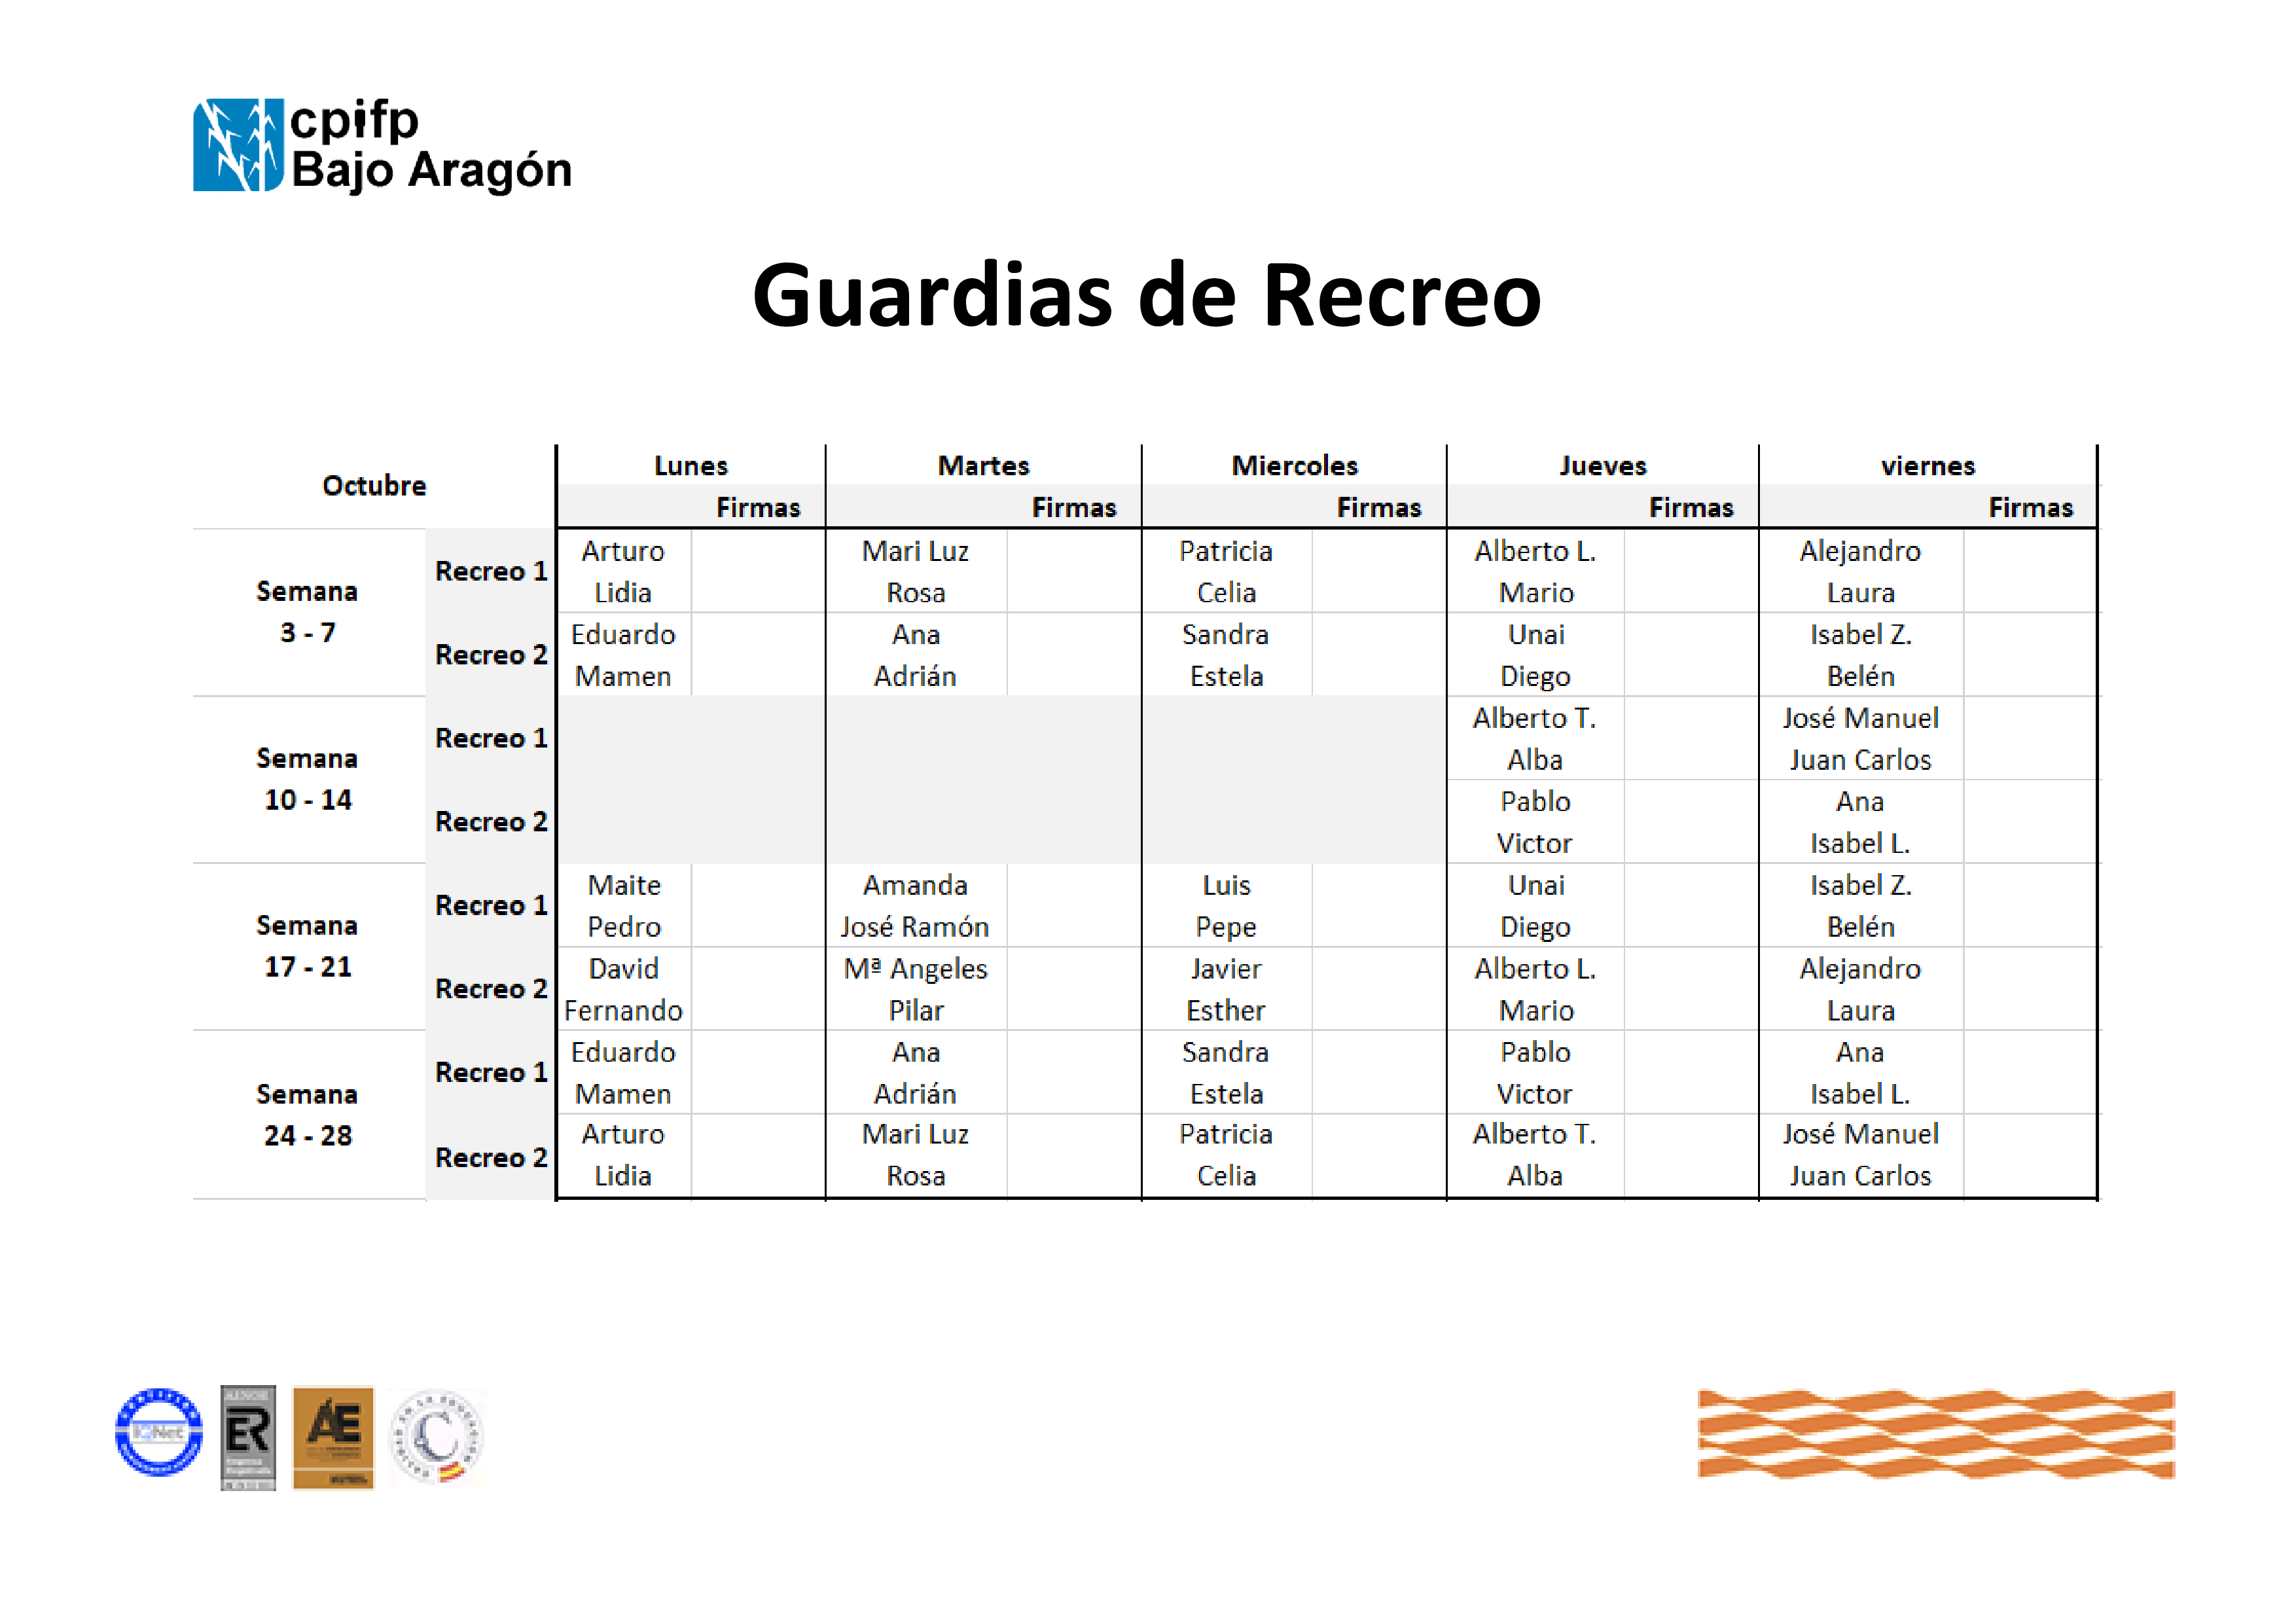 cpifp
Bajo Aragón
Guardias de Recreo
Octubre Lunes Martes Miercoles Jueves viernes
Firmas Firmas Firmas Firmas Firmas
Semana 3 - 7
Recreo 1 Arturo Mari Luz Patricia Alberto L. Alejandro
Lidia Rosa Celia Mario Laura
Recreo 2 Eduardo Ana Sandra Unai Isabel Z.
Mamen Adrián Estela Diego Belén
Semana 10 - 14
Recreo 1 Alberto T. José Manuel
Alba Juan Carlos
Recreo 2 Pablo Ana
Victor Isabel L.
Semana 17 - 21
Recreo 1 Maite Amanda Luis Unai Isabel Z.
Pedro José Ramón Pepe Diego Belén
Recreo 2 David Mª Angeles Javier Alberto L. Alejandro
Fernando Pilar Esther Mario Laura
Semana 24 - 28
Recreo 1 Eduardo Ana Sandra Pablo Ana
Mamen Adrián Estela Victor Isabel L.
Recreo 2 Arturo Mari Luz Patricia Alberto T. José Manuel
Lidia Rosa Celia Alba Juan Carlos
IQNet
ER
ÁE
C